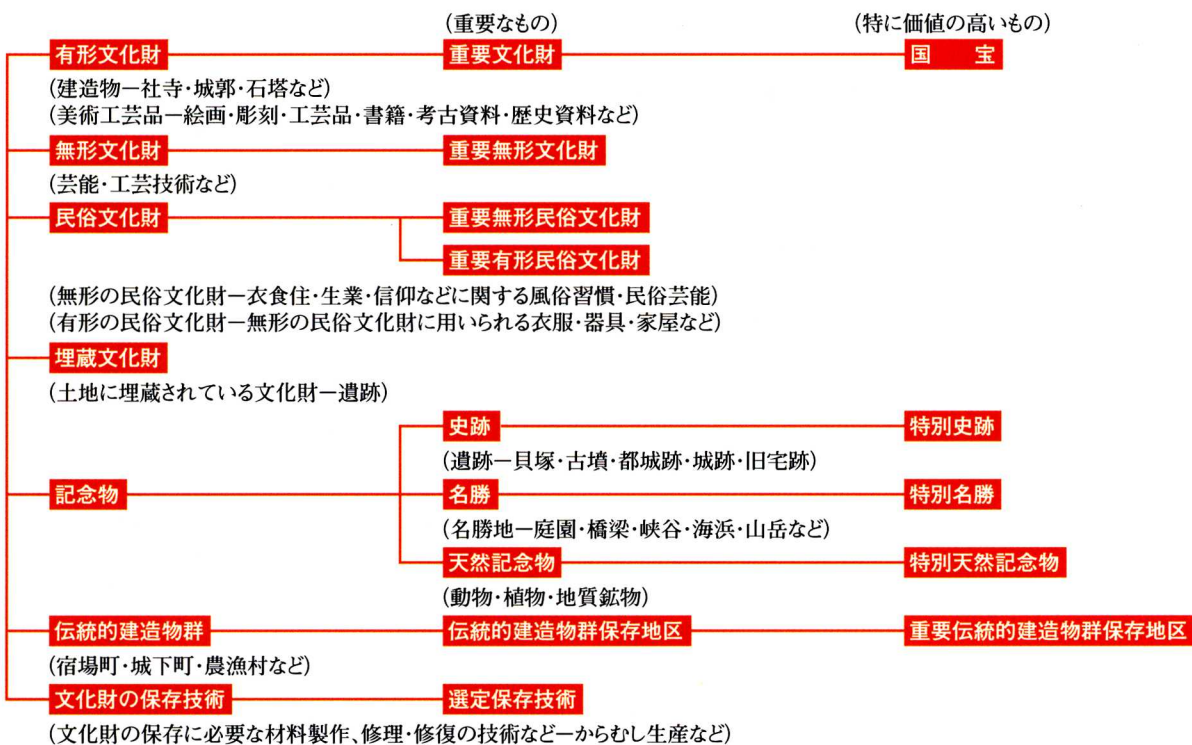 (重要なもの) (特に価値の高いもの)
有形文化財 重要文化財 国 宝
(建造物ー社寺・城郭・石塔など)
(美術工芸品ー絵画・彫刻・工芸品・書籍・考古資料・歴史資料など)
無形文化財 重要無形文化財
(芸能・工芸技術など)
民俗文化財 重要無形民俗文化財
重要有形民俗文化財
(無形の民俗文化財ー衣食住・生業・信仰などに関する風俗習慣・民俗芸能)
(有形の民俗文化財ー無形の民俗文化財に用いられる衣服・器具・家屋など)
埋蔵文化財
(土地に埋蔵されている文化財ー遺跡)
史跡 特別史跡
(遺跡ー貝塚・古墳・都城跡・城跡・旧宅跡)
記念物 名勝 特別名勝
(名勝地ー庭園・橋梁・峡谷・海浜・山岳など)
天然記念物 特別天然記念物
(動物・植物・地質鉱物)
伝統的建造物群 伝統的建造物群保存地区 重要伝統的建造物群保存地区
(宿場町・城下町・農漁村など)
文化財の保存技術 選定保存技術
(文化財の保存に必要な材料製作、修理・修復の技術などーからむし生産など)